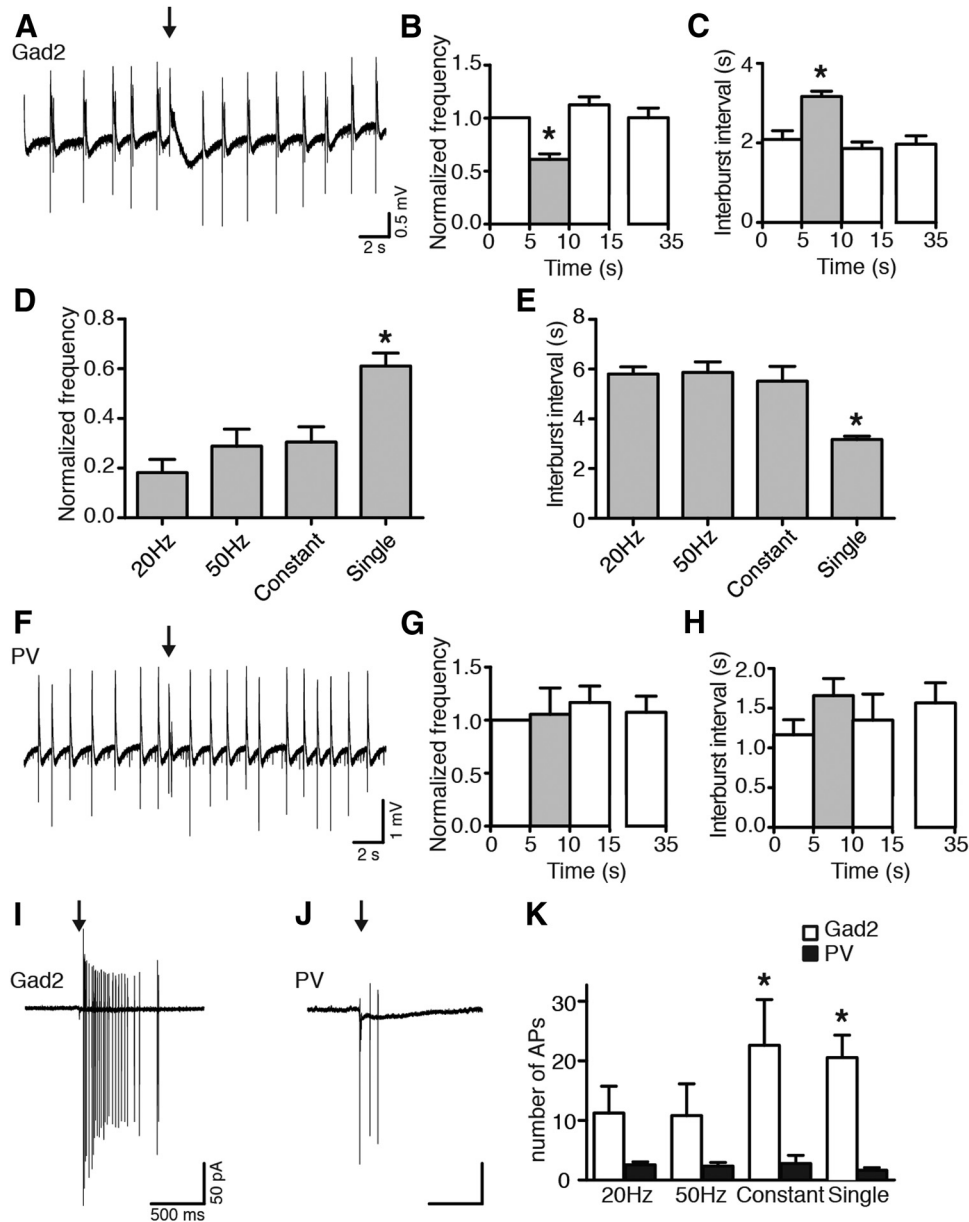 A
Gad2
0.5 mV
2 s
B
Normalized frequency
1.5
1.0
0.5
0.0
0 5 10 15 35
Time (s)
C
Interburst interval (s)
4
2
0
*
*
0 5 10 15 35
Time (s)
D
Normalized frequency
0.8
0.6
0.4
0.2
0.0
*
20Hz
50Hz
Constant
Single
E
Interburst interval (s)
8
6
4
2
0
*
20Hz
50Hz
Constant
Single
F
PV
1 mV
2 s
G
Normalized frequency
1.5
1.0
0.5
0.0
0 5 10 15 35
Time (s)
H
Interburst interval (s)
2.0
1.5
1.0
0.5
0.0
0 5 10 15 35
Time (s)
I
Gad2
50 pA
500 ms
J
PV
K
Gad2
PV
number of APs
30
20
10
0
*
*
20Hz 50Hz Constant Single